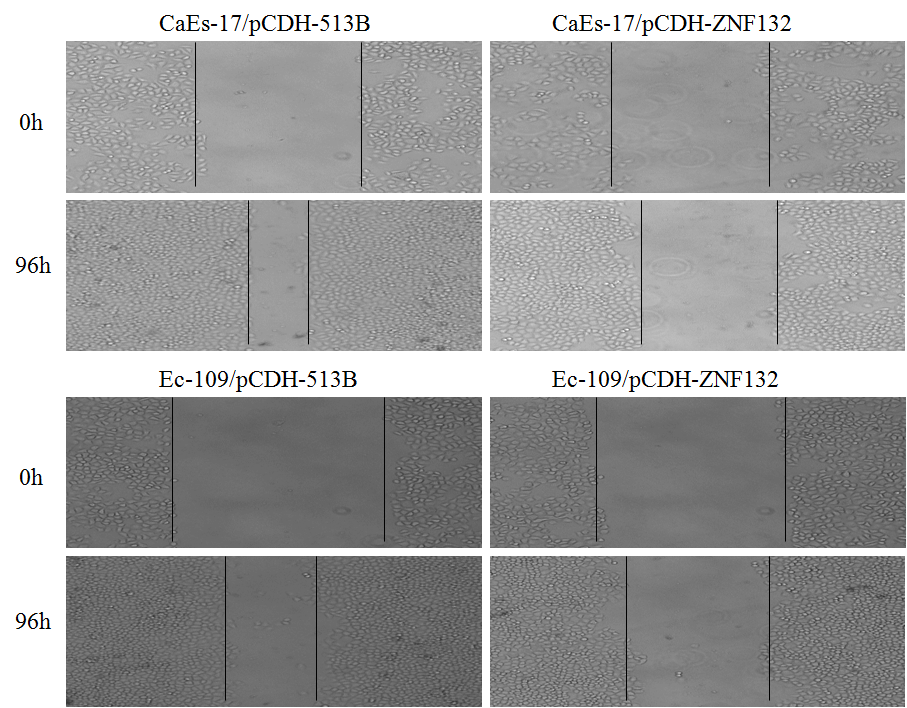 CaEs-17/pCDH-513B
CaEs-17/pCDH-ZNF132
0h
96h
Ec-109/pCDH-513B
Ec-109/pCDH-ZNF132
0h
96h